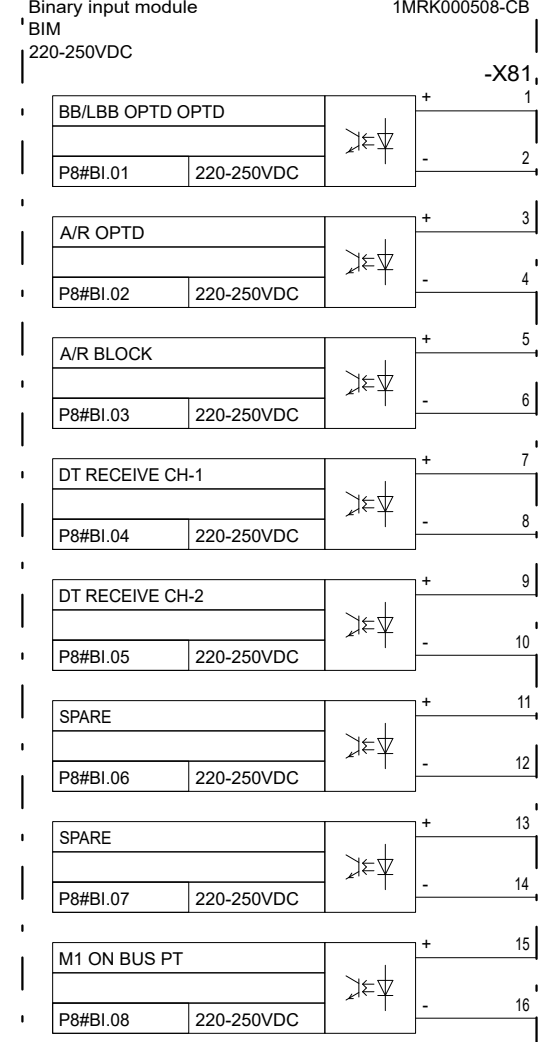 Binary input module 1MRK000508-CB
BIM
220-250VDC
-X81
BB/LBB OPTD OPTD + 1
P8#BI.01 220-250VDC - 2
A/R OPTD + 3
P8#BI.02 220-250VDC - 4
A/R BLOCK + 5
P8#BI.03 220-250VDC - 6
DT RECEIVE CH-1 + 7
P8#BI.04 220-250VDC - 8
DT RECEIVE CH-2 + 9
P8#BI.05 220-250VDC - 10
SPARE + 11
P8#BI.06 220-250VDC - 12
SPARE + 13
P8#BI.07 220-250VDC - 14
M1 ON BUS PT + 15
P8#BI.08 220-250VDC - 16